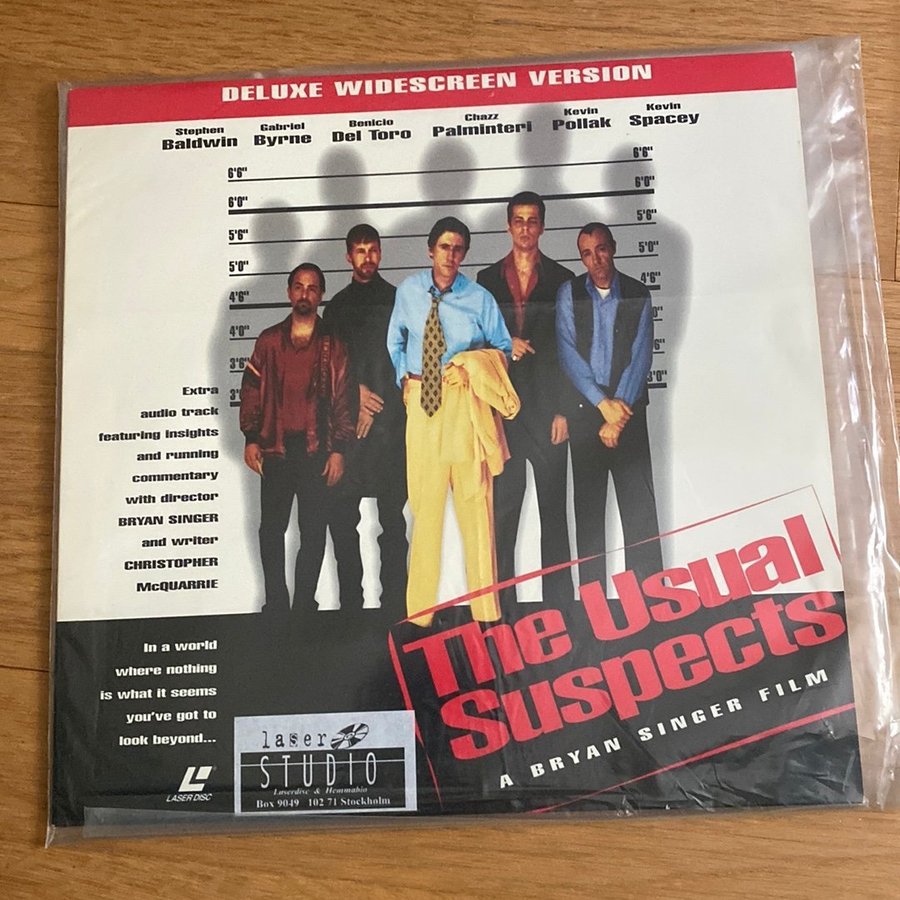 DELUXE WIDESCREEN VERSION
Stephen Baldwin
Gabriel Byrne
Benicio Del Toro
Chazz Palminteri
Kevin Pollak
Kevin Spacey
6'6" 6'6"
6'0" 6'0"
5'6" 5'6"
5'0" 5'0"
4'6" 4'6"
4'0"
3'6"
3'0"
Extra
audio track
featuring insights
and running
commentary
with director
BRYAN SINGER
and writer
CHRISTOPHER
McQUARRIE
The Usual
Suspects
A BRYAN SINGER FILM
In a world
where nothing
is what it seems
you've got to
look beyond...
LASER DISC
laser
STUDIO
Laserdisc & Hemmabio
Box 9049 102 71 Stockholm